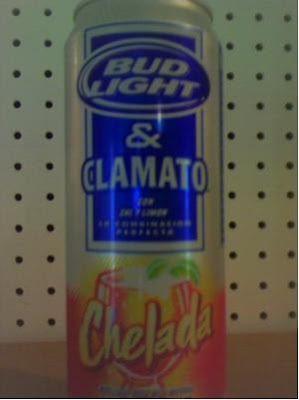 BUD
LIGHT
&
CLAMATO
CON
SAL Y LIMON
LA COMBINACION
PERFECTA
Chelada